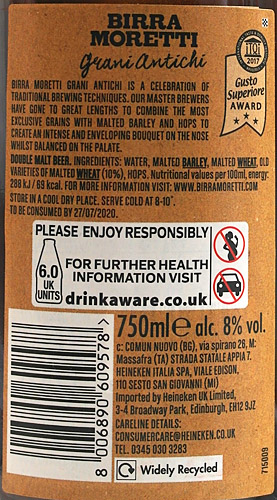 BIRRA
MORETTI
Grani Antichi
iTQi
2017
Gusto
Superiore
AWARD
BIRRA MORETTI GRANI ANTICHI IS A CELEBRATION OF
TRADITIONAL BREWING TECHNIQUES. OUR MASTER BREWERS
HAVE GONE TO GREAT LENGTHS TO COMBINE THE MOST
EXCLUSIVE GRAINS WITH MALTED BARLEY AND HOPS TO
CREATE AN INTENSE AND ENVELOPING BOUQUET ON THE NOSE
WHILST BALANCED ON THE PALATE.
DOUBLE MALT BEER. INGREDIENTS: WATER, MALTED BARLEY, MALTED WHEAT, OLD
VARIETIES OF MALTED WHEAT (10%), HOPS. Nutritional values per 100ml, energy:
288 kJ / 69 kcal. FOR MORE INFORMATION VISIT: WWW.BIRRAMORETTI.COM
STORE IN A COOL DRY PLACE. SERVE COLD AT 8-10°.
TO BE CONSUMED BY 27/07/2020.
PLEASE ENJOY RESPONSIBLY
6.0
UK
UNITS
FOR FURTHER HEALTH
INFORMATION VISIT
drinkaware.co.uk
8 006890 609578 >
750ml e alc. 8% vol.
c: COMUN NUOVO (BG), via spirano 26, M:
Massafra (TA) STRADA STATALE APPIA 7.
HEINEKEN ITALIA SPA, VIALE EDISON,
110 SESTO SAN GIOVANNI (MI)
Imported by Heineken UK Limited,
3-4 Broadway Park, Edinburgh, EH12 9JZ
CARELINE DETAILS:
CONSUMERCARE@HEINEKEN.CO.UK
TEL. 0345 030 3283
Widely Recycled
715009